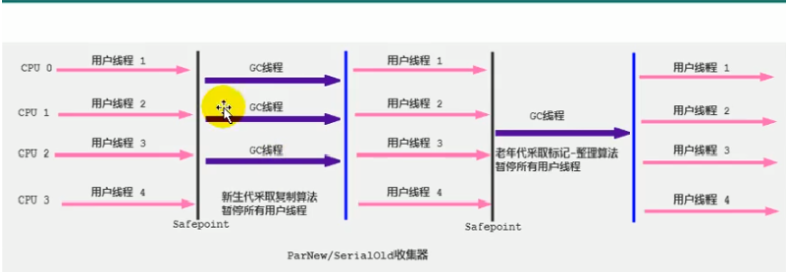 CPU 0 用户线程 1 GC线程 用户线程 1 用户线程 1
CPU 1 用户线程 2 GC线程 用户线程 2 GC线程 用户线程 2
CPU 2 用户线程 3 GC线程 用户线程 3 老年代采取标记-整理算法 用户线程 3
暂停所有用户线程
CPU 3 用户线程 4 新生代采取复制算法 用户线程 4 用户线程 4
暂停所有用户线程
Safepoint Safepoint
ParNew/SerialOld收集器